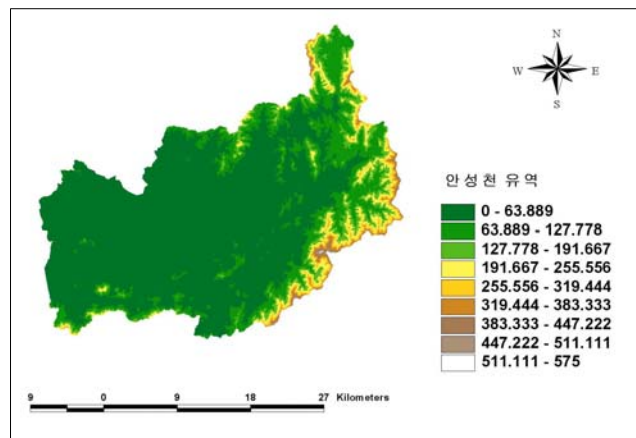 N
W E
S
안성천 유역
0 - 63.889
63.889 - 127.778
127.778 - 191.667
191.667 - 255.556
255.556 - 319.444
319.444 - 383.333
383.333 - 447.222
447.222 - 511.111
511.111 - 575
9 0 9 18 27 Kilometers